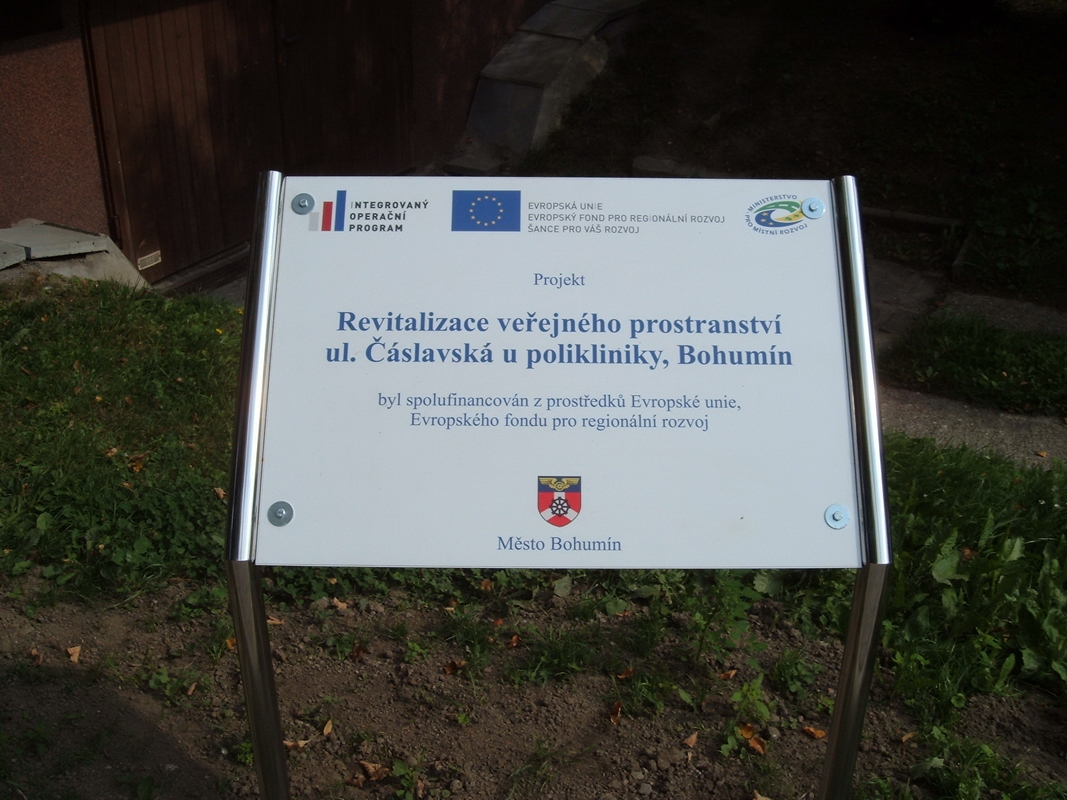 INTEGROVANÝ
OPERAČNÍ
PROGRAM
EVROPSKÁ UNIE
EVROPSKÝ FOND PRO REGIONÁLNÍ ROZVOJ
ŠANCE PRO VÁŠ ROZVOJ
MINISTERSTVO
PRO MÍSTNÍ ROZVOJ
Projekt
Revitalizace veřejného prostranství
ul. Čáslavská u polikliniky, Bohumín
byl spolufinancován z prostředků Evropské unie,
Evropského fondu pro regionální rozvoj
Město Bohumín